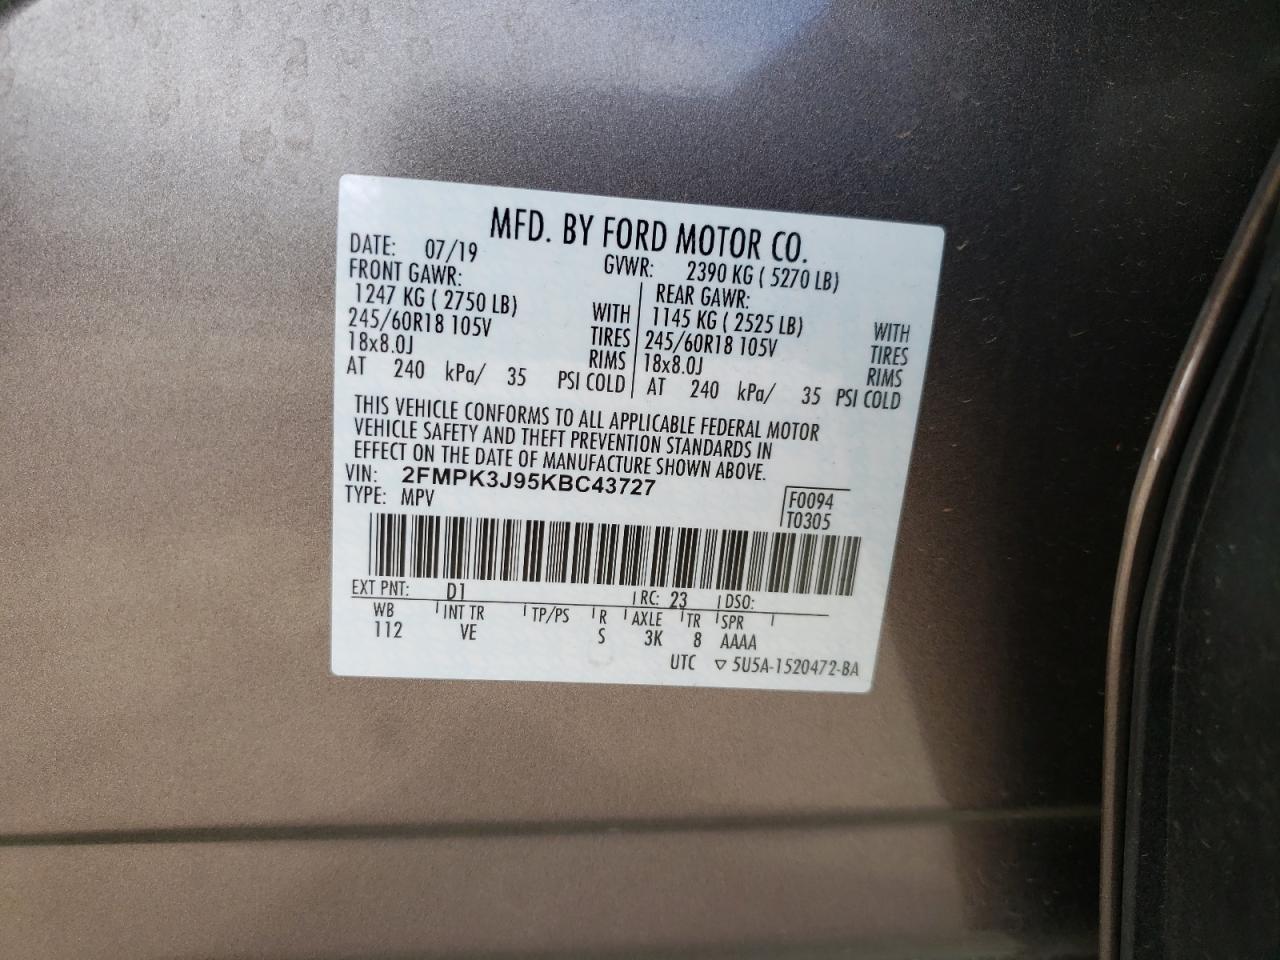 MFD. BY FORD MOTOR CO.
DATE: 07/19 GVWR: 2390 KG ( 5270 LB)
FRONT GAWR: REAR GAWR:
1247 KG ( 2750 LB) WITH 1145 KG ( 2525 LB) WITH
245/60R18 105V TIRES 245/60R18 105V TIRES
18x8.0J RIMS 18x8.0J RIMS
AT 240 kPa/ 35 PSI COLD AT 240 kPa/ 35 PSI COLD
THIS VEHICLE CONFORMS TO ALL APPLICABLE FEDERAL MOTOR
VEHICLE SAFETY AND THEFT PREVENTION STANDARDS IN
EFFECT ON THE DATE OF MANUFACTURE SHOWN ABOVE.
VIN: 2FMPK3J95KBC43727
TYPE: MPV
F0094
T0305
EXT PNT: D1 RC: 23 DSO:
WB INT TR TP/PS R AXLE TR SPR
112 VE S 3K 8 AAAA
UTC ▽ 5U5A-1520472-BA